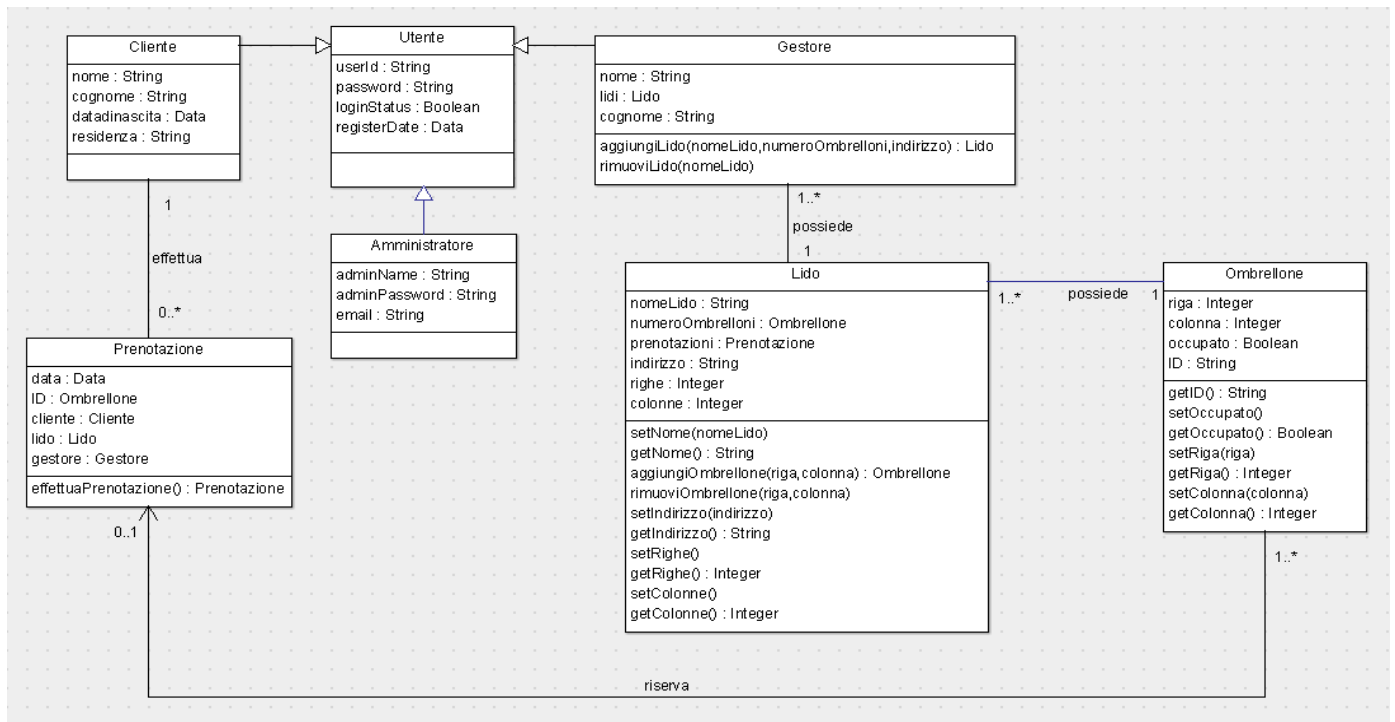 Cliente
nome : String
cognome : String
datadinascita : Data
residenza : String
Utente
userId : String
password : String
loginStatus : Boolean
registerDate : Data
Gestore
nome : String
lidi : Lido
cognome : String
aggiungiLido(nomeLido,numeroOmbrelloni,indirizzo) : Lido
rimuoviLido(nomeLido)
1
effettua
0..*
Amministratore
adminName : String
adminPassword : String
email : String
1..*
possiede
1
Prenotazione
data : Data
ID : Ombrellone
cliente : Cliente
lido : Lido
gestore : Gestore
effettuaPrenotazione() : Prenotazione
0..1
Lido
nomeLido : String
numeroOmbrelloni : Ombrellone
prenotazioni : Prenotazione
indirizzo : String
righe : Integer
colonne : Integer
setNome(nomeLido)
getNome() : String
aggiungiOmbrellone(riga,colonna) : Ombrellone
rimuoviOmbrellone(riga,colonna)
setIndirizzo(indirizzo)
getIndirizzo() : String
setRighe()
getRighe() : Integer
setColonne()
getColonne() : Integer
1..*
possiede
1
Ombrellone
riga : Integer
colonna : Integer
occupato : Boolean
ID : String
getID() : String
setOccupato()
getOccupato() : Boolean
setRiga(riga)
getRiga() : Integer
setColonna(colonna)
getColonna() : Integer
1..*
riserva